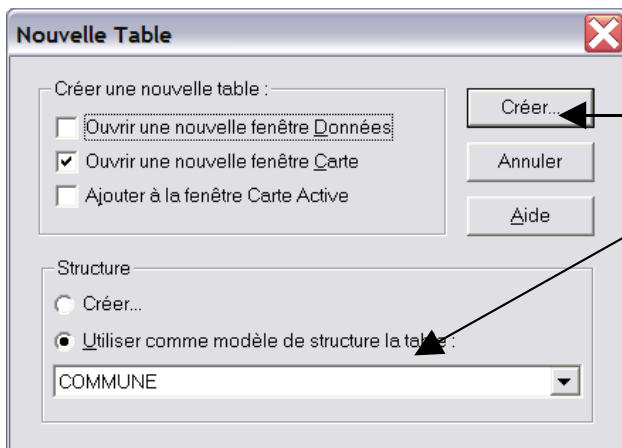 Nouvelle Table
Créer une nouvelle table :
Ouvrir une nouvelle fenêtre Données
Ouvrir une nouvelle fenêtre Carte
Ajouter à la fenêtre Carte Active
Créer...
Annuler
Aide
Structure
Créer...
Utiliser comme modèle de structure la table :
COMMUNE